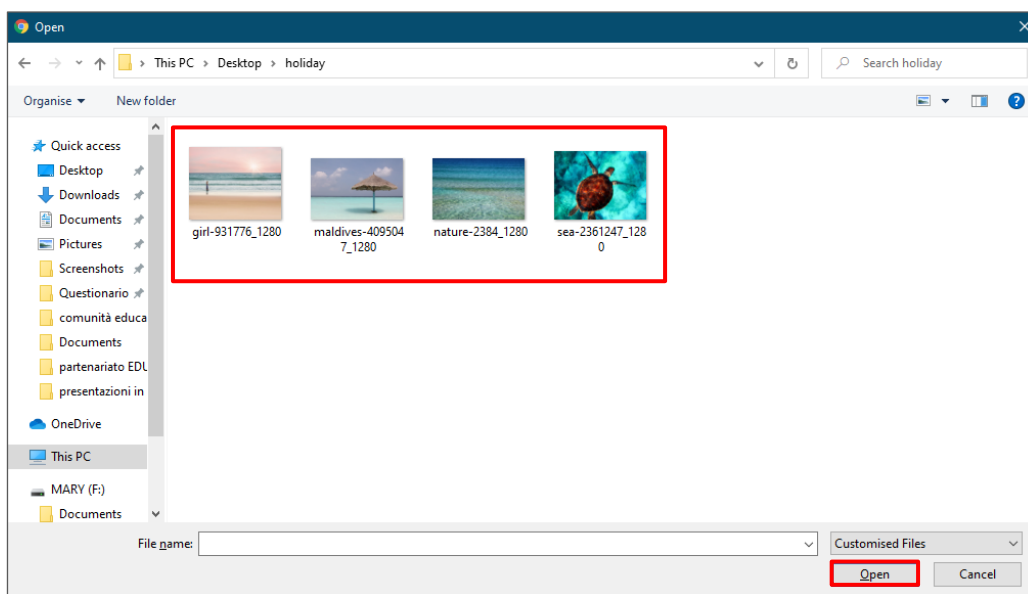 Open
This PC > Desktop > holiday
Search holiday
Organise
New folder
Quick access
Desktop
Downloads
Documents
Pictures
Screenshots
Questionario
comunità educa
Documents
partenariato EDU
presentazioni in
OneDrive
This PC
MARY (F:)
Documents
girl-931776_1280
maldives-409504
7_1280
nature-2384_1280
sea-2361247_128
0
File name:
Customised Files
Open
Cancel